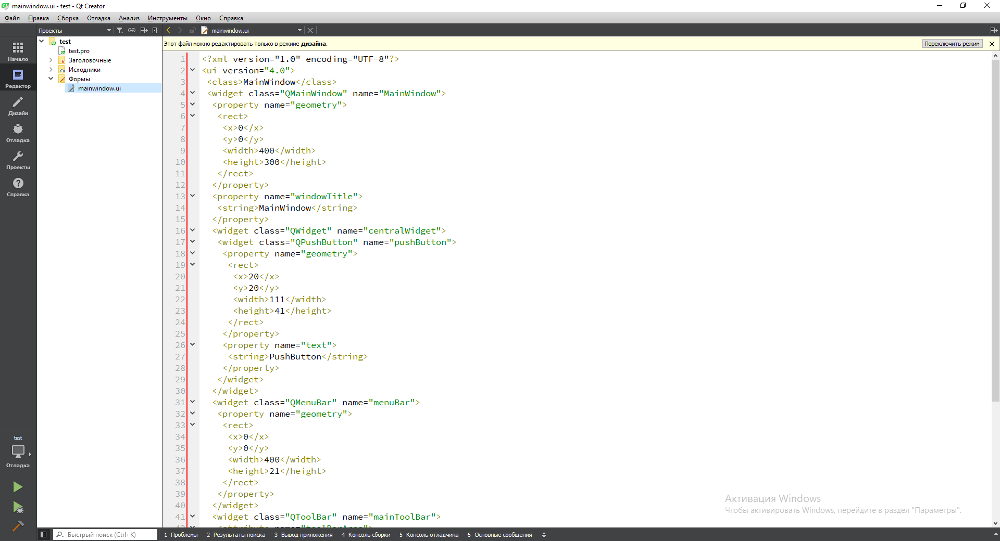 mainwindow.ui - test - Qt Creator
Файл Правка Сборка Отладка Анализ Инструменты Окно Справка
Проекты
mainwindow.ui
Этот файл можно редактировать только в режиме дизайна.
Переключить режим
Начало
Редактор
Дизайн
Отладка
Проекты
Справка
test
test.pro
Заголовочные
Исходники
Формы
mainwindow.ui
1 <?xml version="1.0" encoding="UTF-8"?>
2 <ui version="4.0">
3 <class>MainWindow</class>
4 <widget class="QMainWindow" name="MainWindow">
5 <property name="geometry">
6 <rect>
7 <x>0</x>
8 <y>0</y>
9 <width>400</width>
10 <height>300</height>
11 </rect>
12 </property>
13 <property name="windowTitle">
14 <string>MainWindow</string>
15 </property>
16 <widget class="QWidget" name="centralWidget">
17 <widget class="QPushButton" name="pushButton">
18 <property name="geometry">
19 <rect>
20 <x>20</x>
21 <y>20</y>
22 <width>111</width>
23 <height>41</height>
24 </rect>
25 </property>
26 <property name="text">
27 <string>PushButton</string>
28 </property>
29 </widget>
30 </widget>
31 <widget class="QMenuBar" name="menuBar">
32 <property name="geometry">
33 <rect>
34 <x>0</x>
35 <y>0</y>
36 <width>400</width>
37 <height>21</height>
38 </rect>
39 </property>
40 </widget>
41 <widget class="QToolBar" name="mainToolBar">
test
Отладка
Активация Windows
Чтобы активировать Windows, перейдите в раздел "Параметры".
Быстрый поиск (Ctrl+K)
1 Проблемы 2 Результаты поиска 3 Вывод приложения 4 Консоль сборки 5 Консоль отладчика 6 Основные сообщения